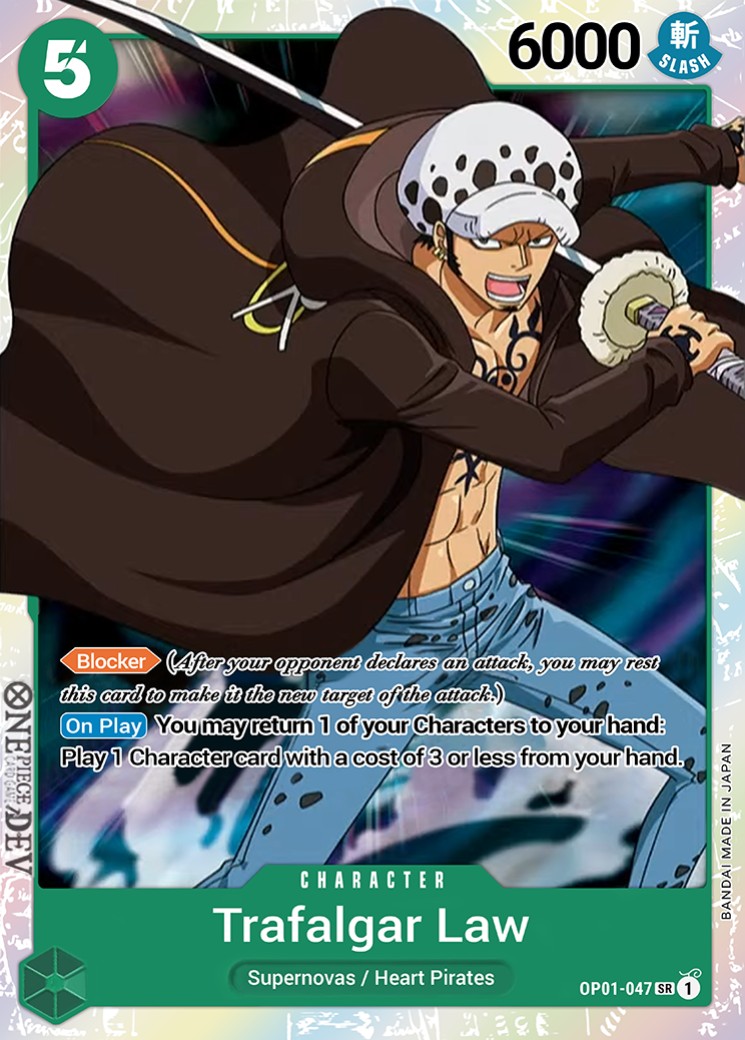 5
6000
斬
SLASH
Blocker (After your opponent declares an attack, you may rest
this card to make it the new target of the attack.)
On Play You may return 1 of your Characters to your hand:
Play 1 Character card with a cost of 3 or less from your hand.
ONE PIECE DEV
BANDAI MADE IN JAPAN
CHARACTER
Trafalgar Law
Supernovas / Heart Pirates
OP01-047 SR 1